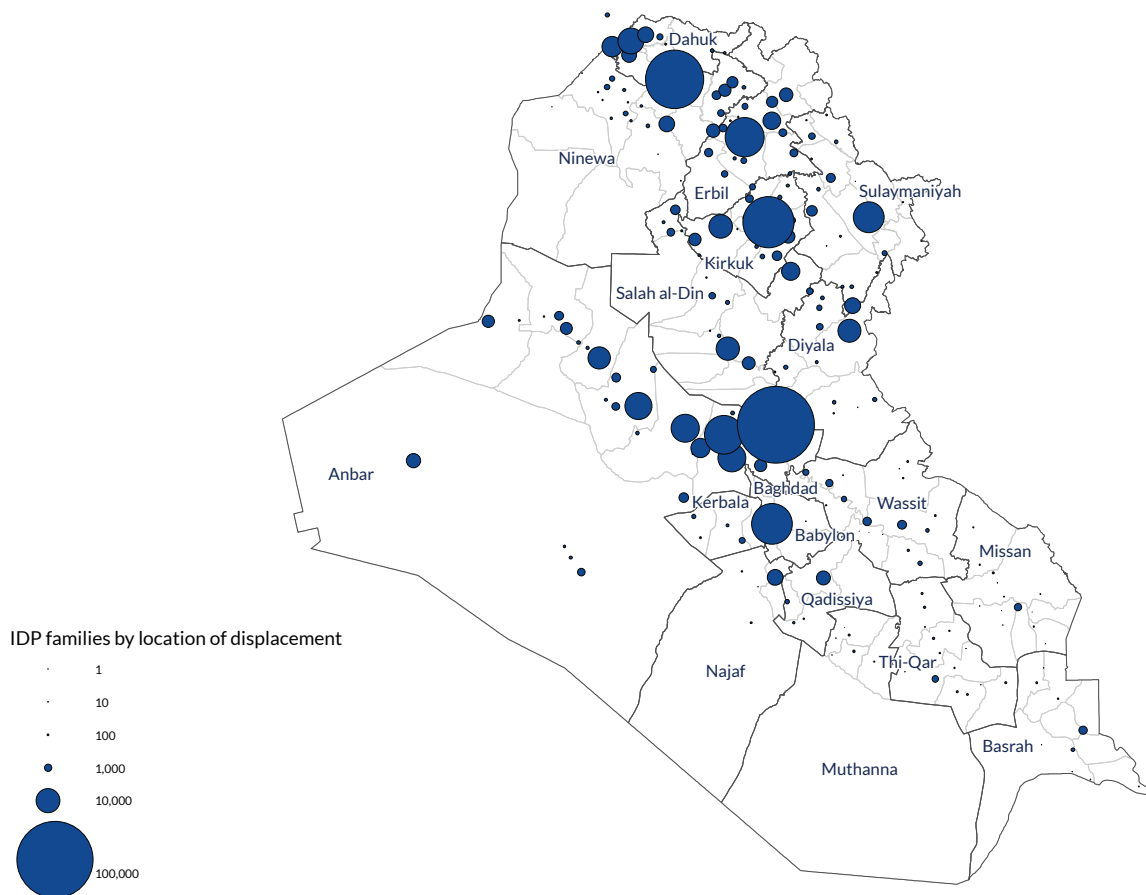 Dahuk
Ninewa
Erbil
Sulaymaniyah
Kirkuk
Salah al-Din
Diyala
Anbar
Baghdad
Kerbala
Wassit
Babylon
Missan
Qadissiya
IDP families by location of displacement
1
10
100
1,000
10,000
100,000
Thi-Qar
Najaf
Basrah
Muthanna